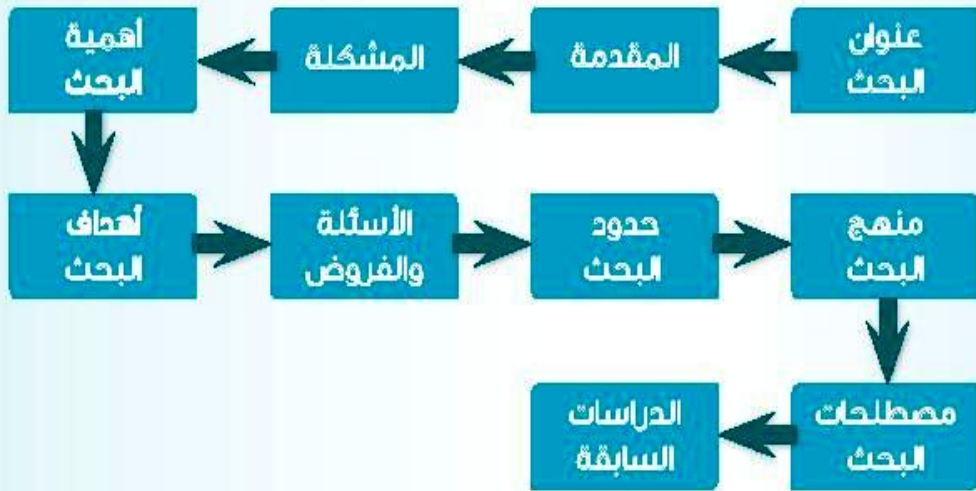 عنوان
البحث
المقدمة
المشكلة
أهمية
البحث
أهداف
البحث
الأسئلة
والفروض
حدود
البحث
منهج
البحث
مصطلحات
البحث
الدراسات
السابقة